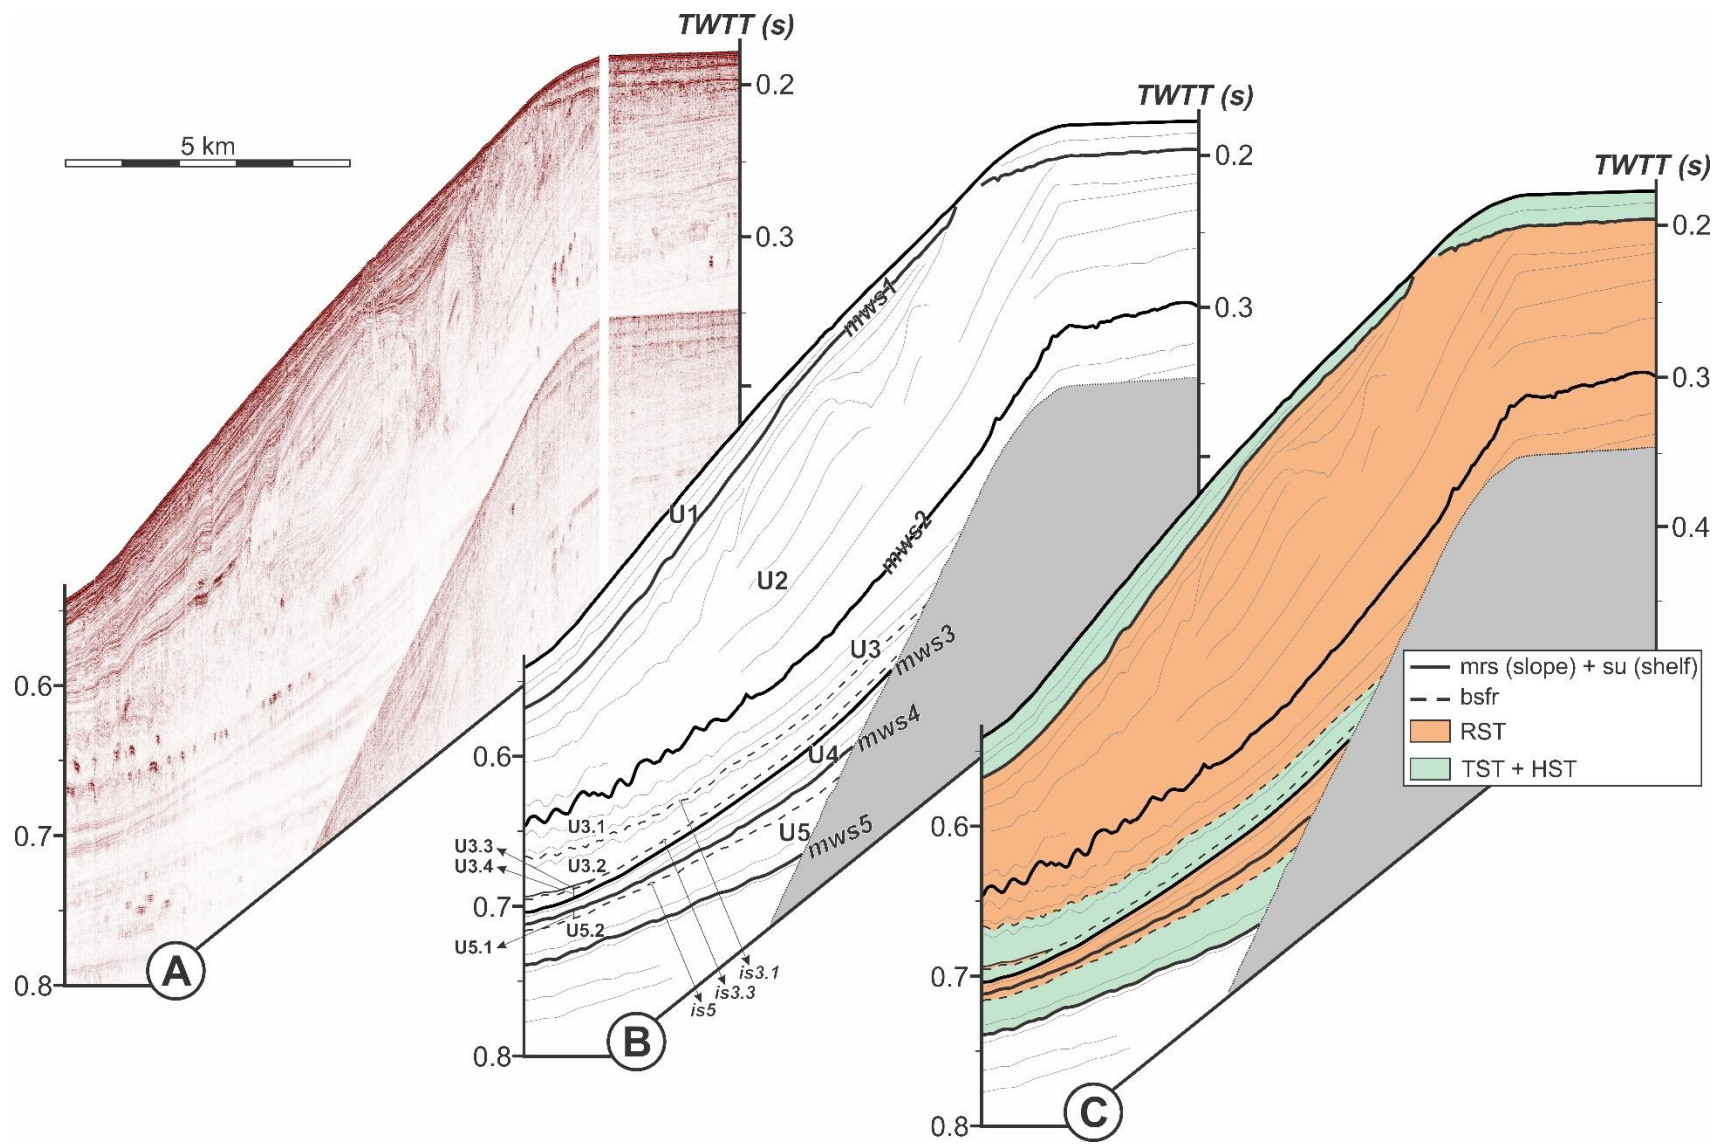 TWTT (s)
0.2
5 km
0.3
0.6
0.7
0.8
A
TWTT (s)
0.2
mws1
0.3
U1
mws2
U2
U3
mws3
mws4
U4
0.6
U3.1
U3.3
U3.2
U3.4
U5
mws5
0.7
U5.2
U5.1
is3.1
is3.3
is5
0.8
B
TWTT (s)
0.2
0.3
0.4
mrs (slope) + su (shelf)
bsfr
RST
TST + HST
0.6
0.7
0.8
C